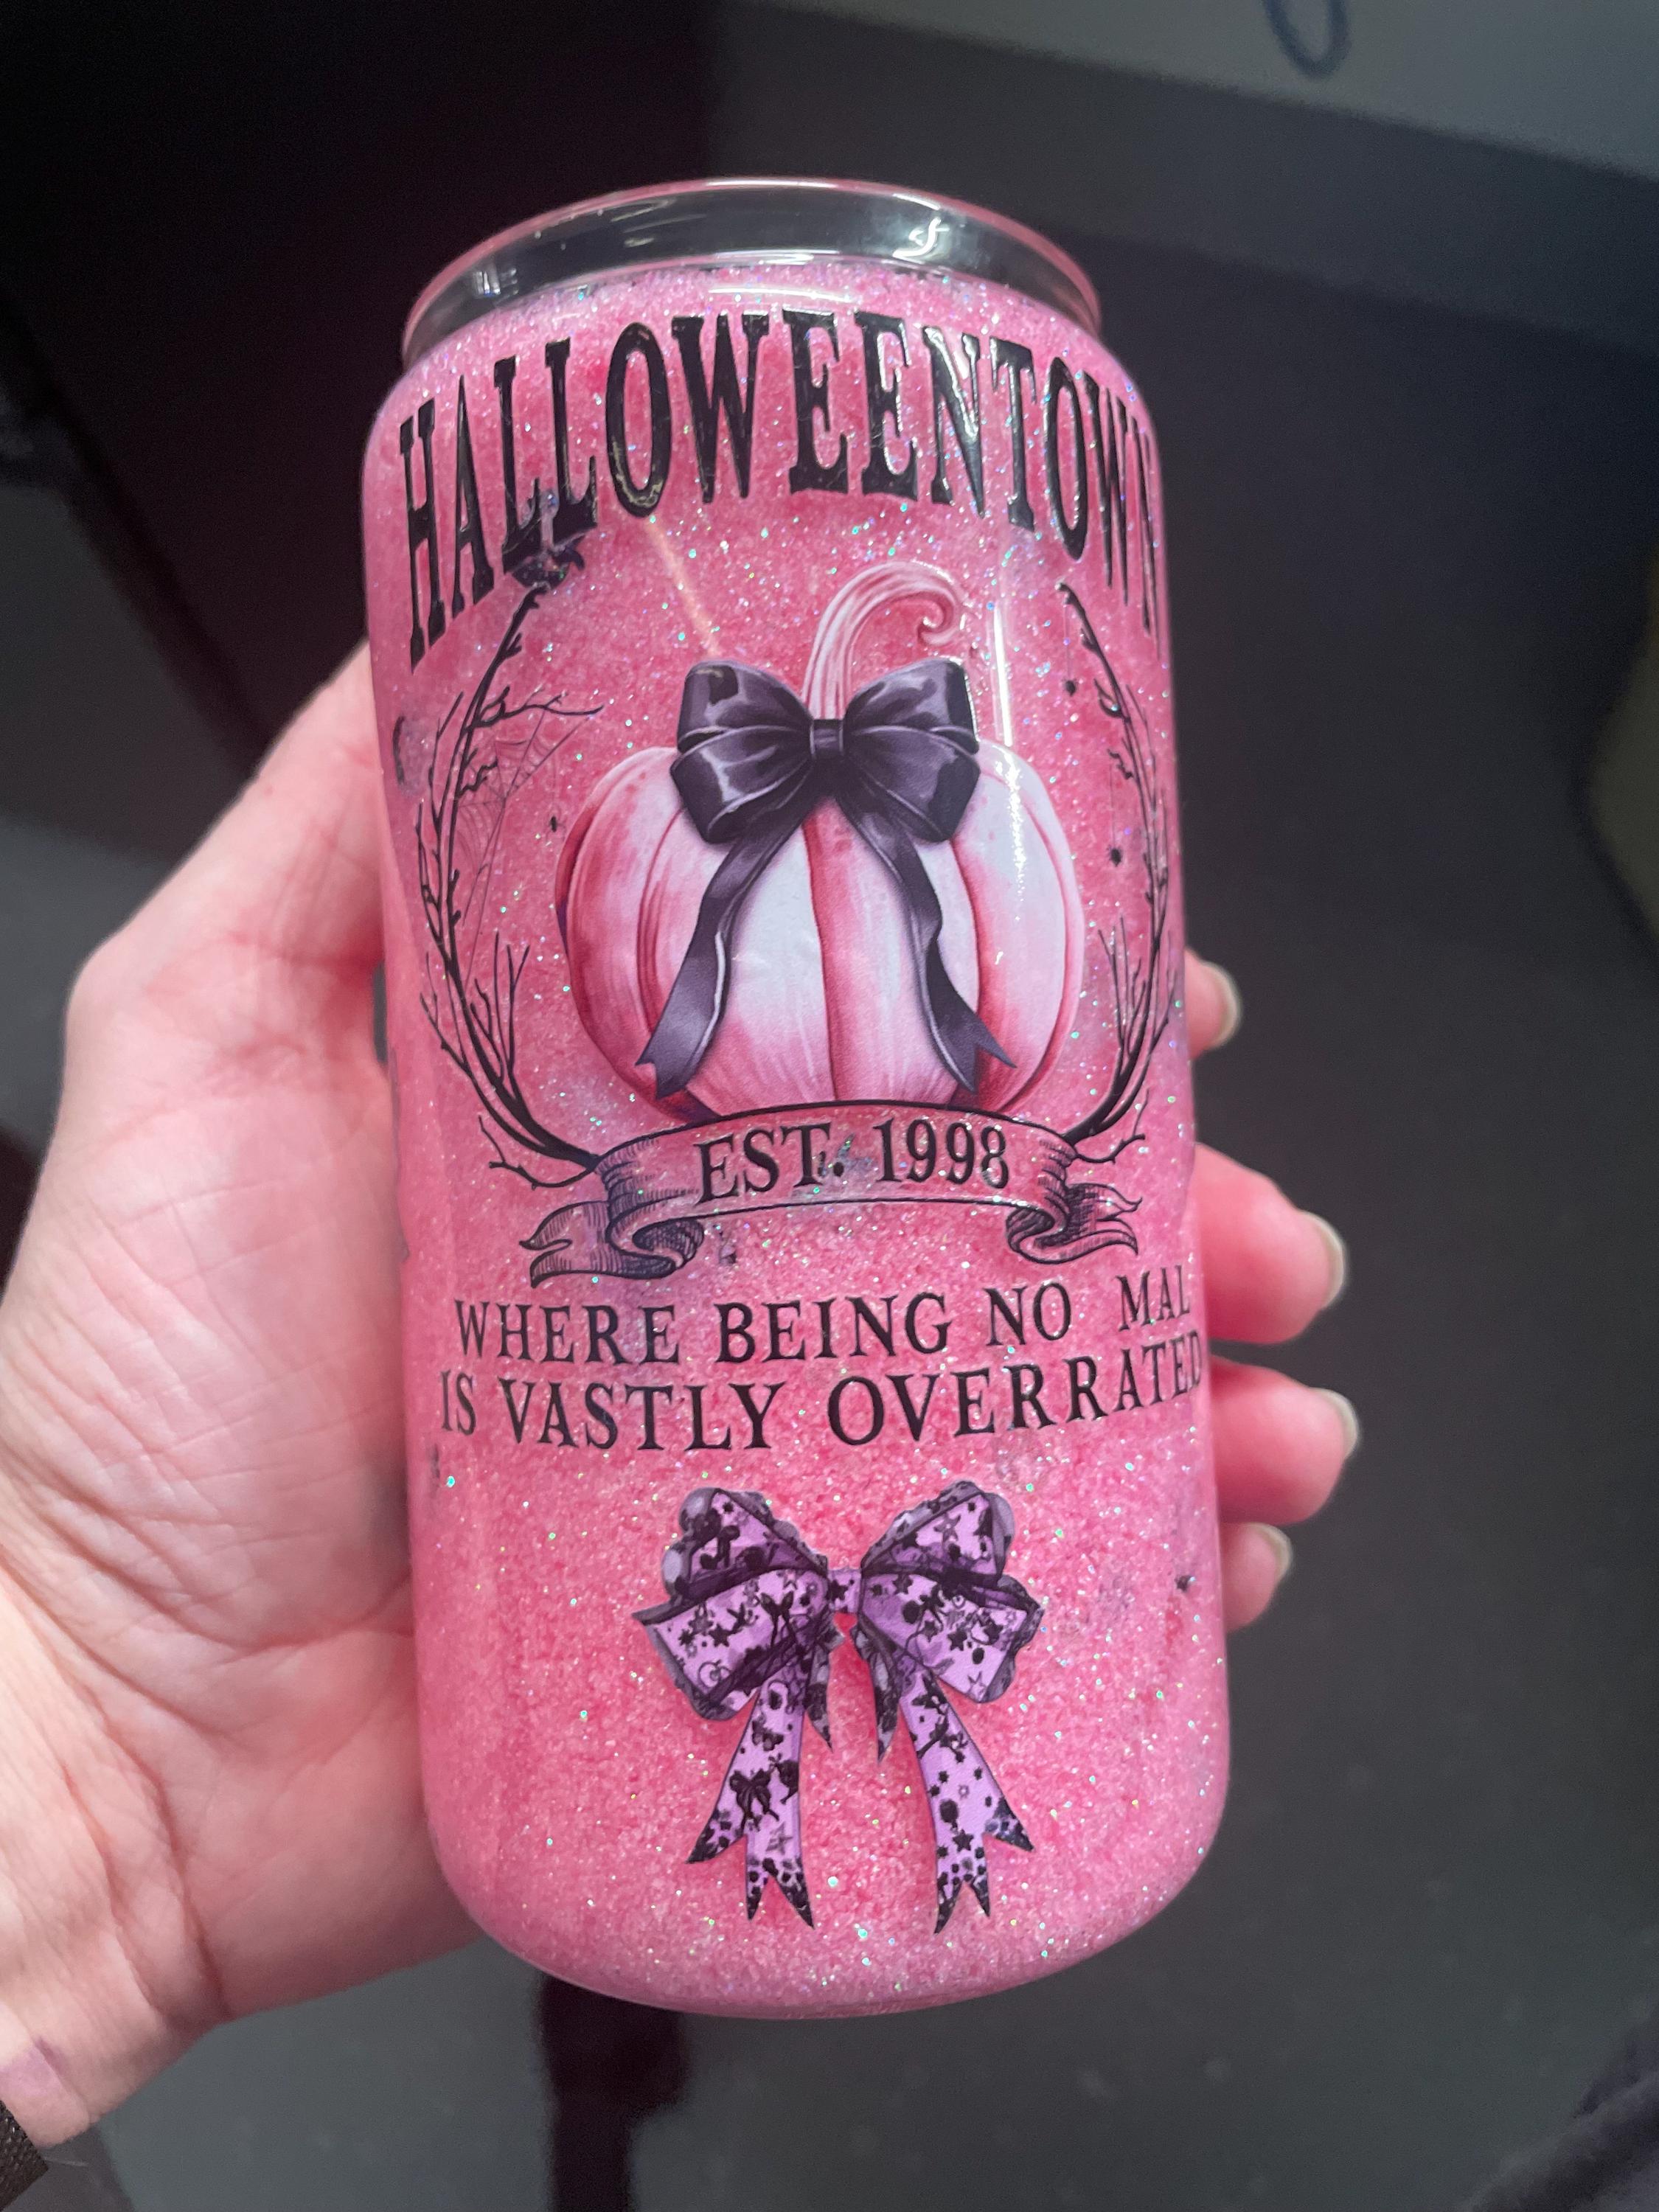 HALLOWEENTOWN
EST. 1998
WHERE BEING NO MAL
IS VASTLY OVERRATED